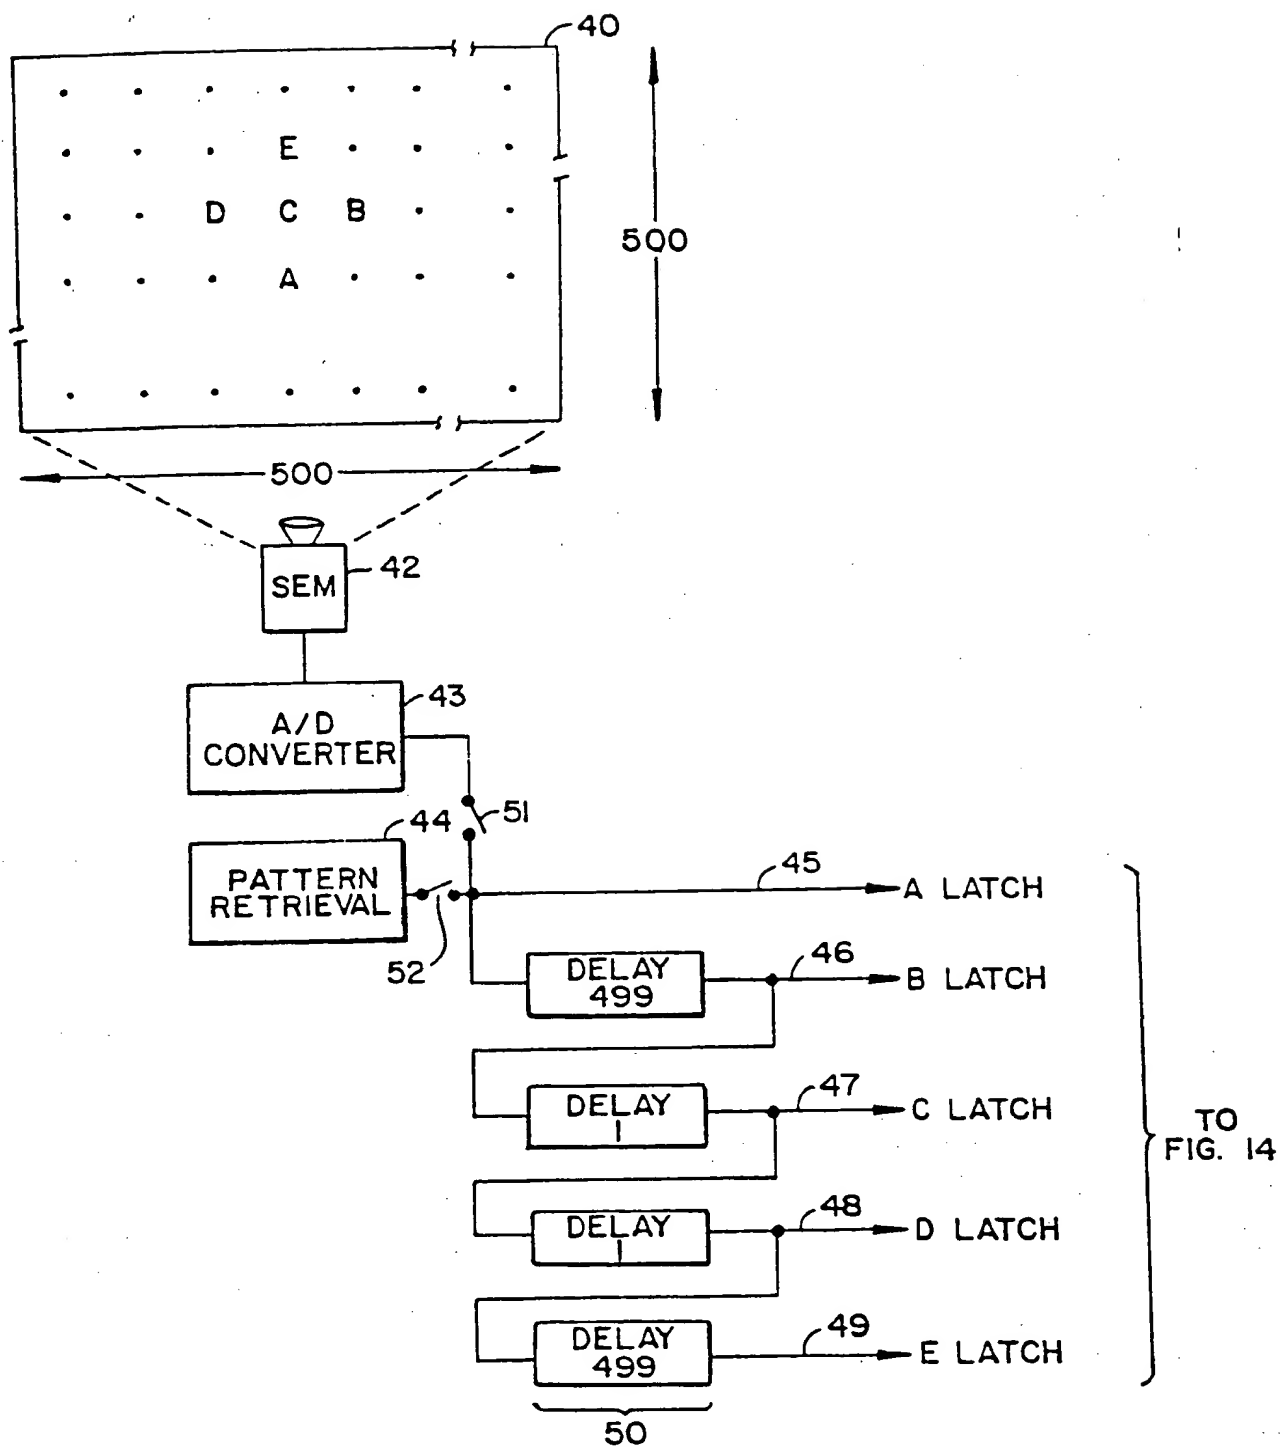 40
E
D C B
A
500
500
SEM
42
A/D
CONVERTER
43
51
44
PATTERN
RETRIEVAL
52
45
A LATCH
DELAY
499
46
B LATCH
DELAY
1
47
C LATCH
DELAY
1
48
D LATCH
DELAY
499
49
E LATCH
50
TO
FIG. 14